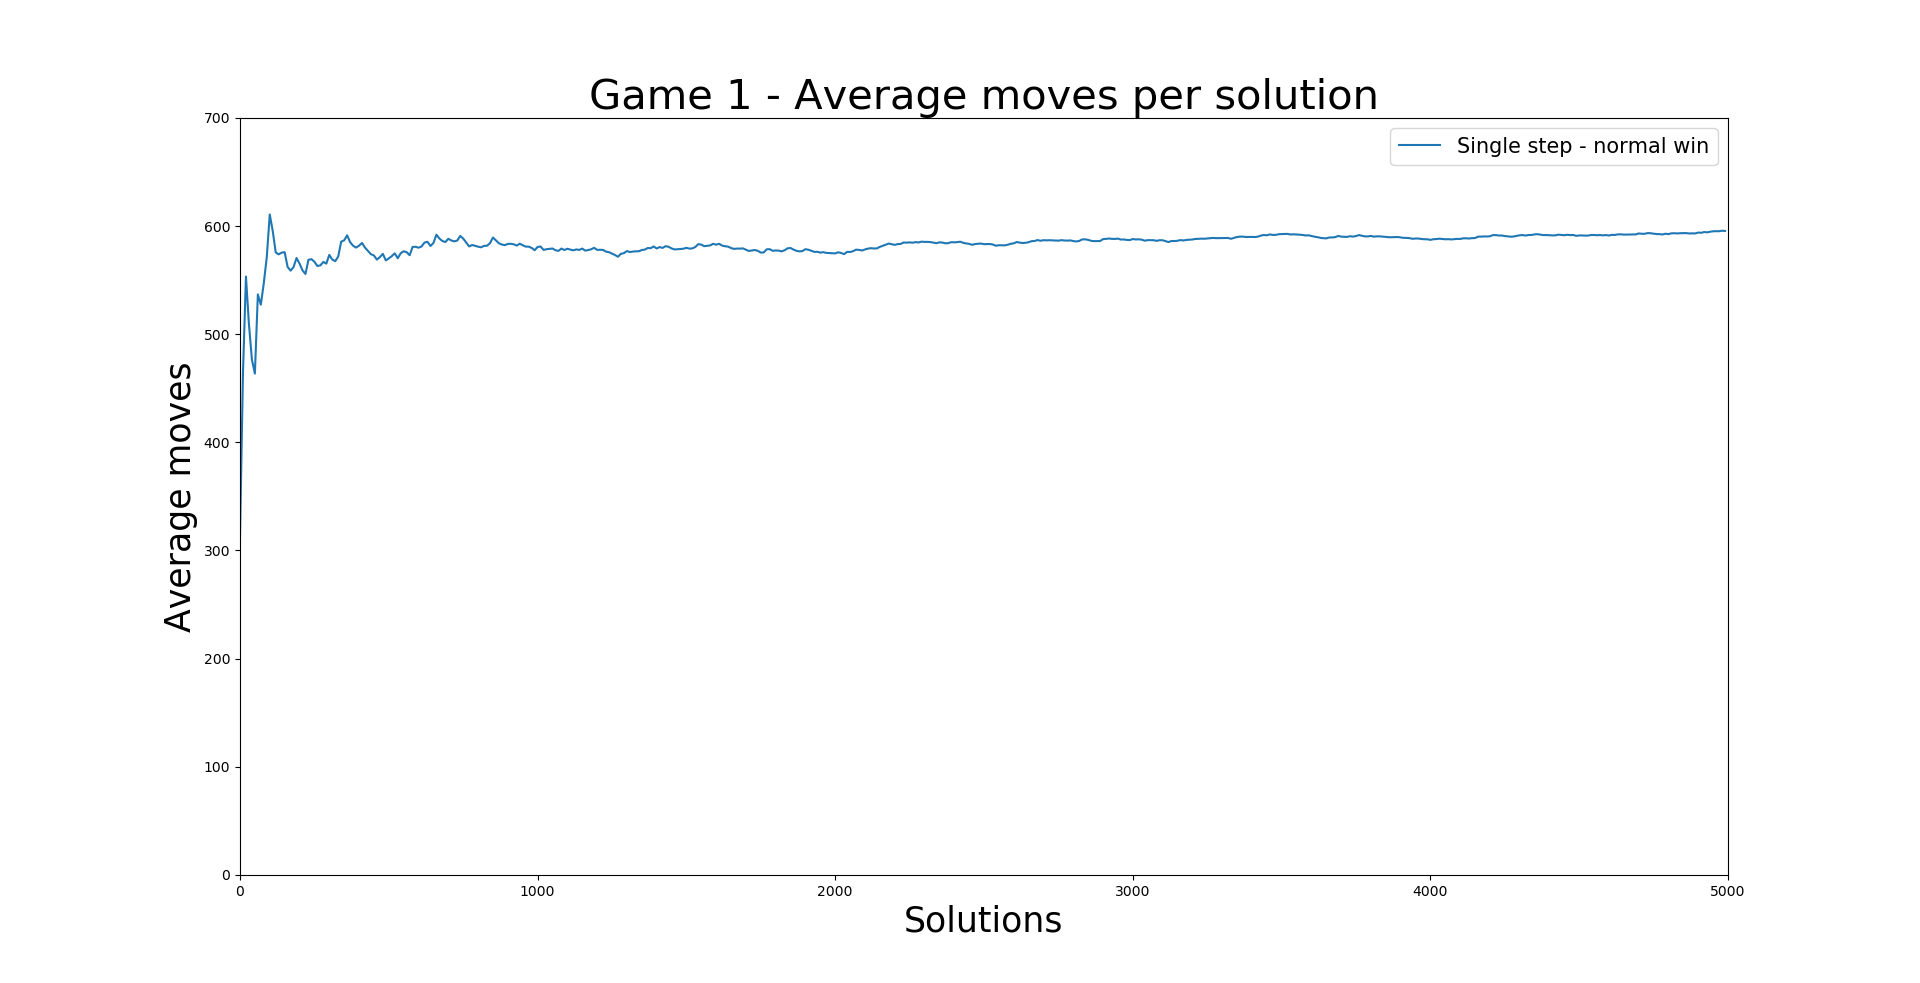 Game 1 - Average moves per solution
Single step - normal win
700
600
500
400
300
200
100
0
Average moves
0 1000 2000 3000 4000 5000
Solutions